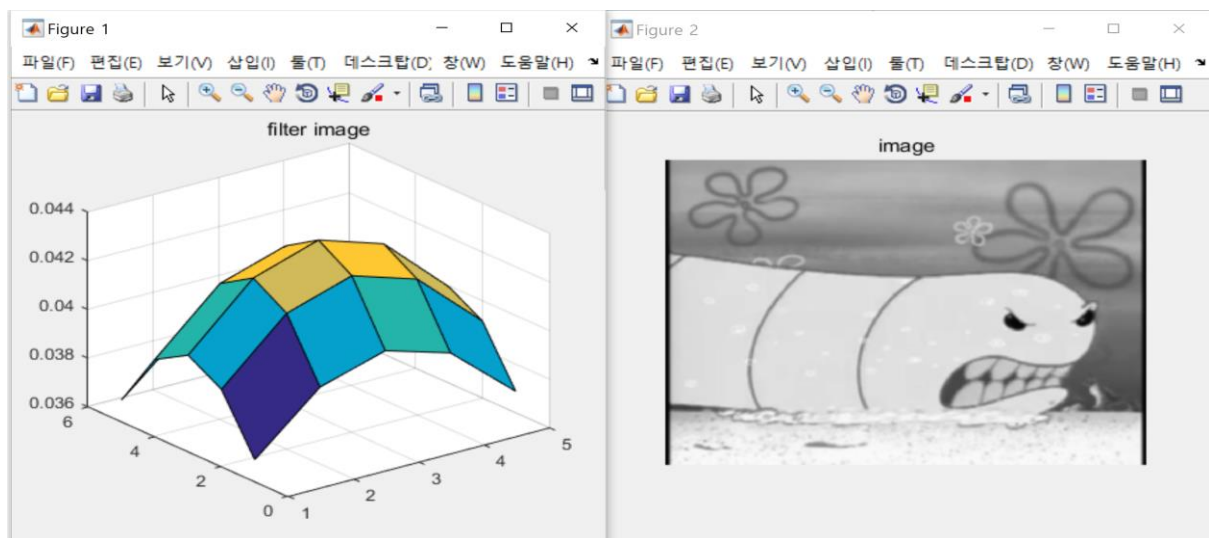 Figure 1
파일(F) 편집(E) 보기(V) 삽입(I) 툴(T) 데스크탑(D) 창(W) 도움말(H)
filter image
0.044
0.042
0.04
0.038
0.036
6
4
2
0
1
2
3
4
5
Figure 2
파일(F) 편집(E) 보기(V) 삽입(I) 툴(T) 데스크탑(D) 창(W) 도움말(H)
image